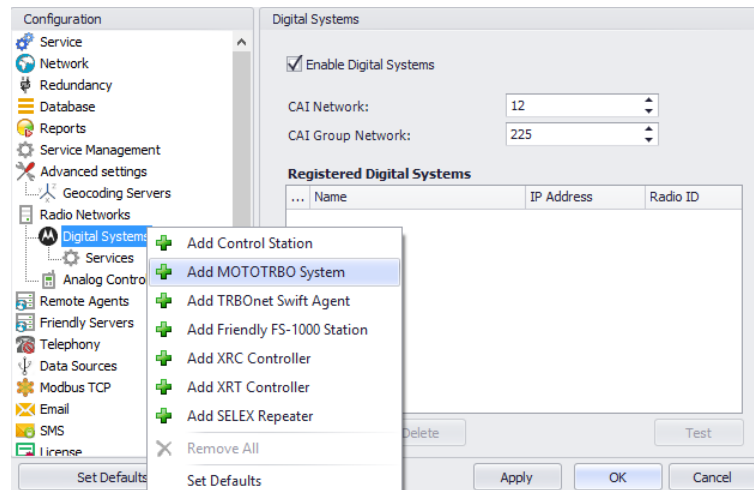 Configuration
Service
Network
Redundancy
Database
Reports
Service Management
Advanced settings
Geocoding Servers
Radio Networks
Digital Systems
Services
Analog Contro
Remote Agents
Friendly Servers
Telephony
Data Sources
Modbus TCP
Email
SMS
License
Set Defaults
Add Control Station
Add MOTOTRBO System
Add TRBOnet Swift Agent
Add Friendly FS-1000 Station
Add XRC Controller
Add XRT Controller
Add SELEX Repeater
Remove All
Set Defaults
Digital Systems
Enable Digital Systems
CAI Network: 12
CAI Group Network: 225
Registered Digital Systems
... Name IP Address Radio ID
Delete Test
Apply OK Cancel